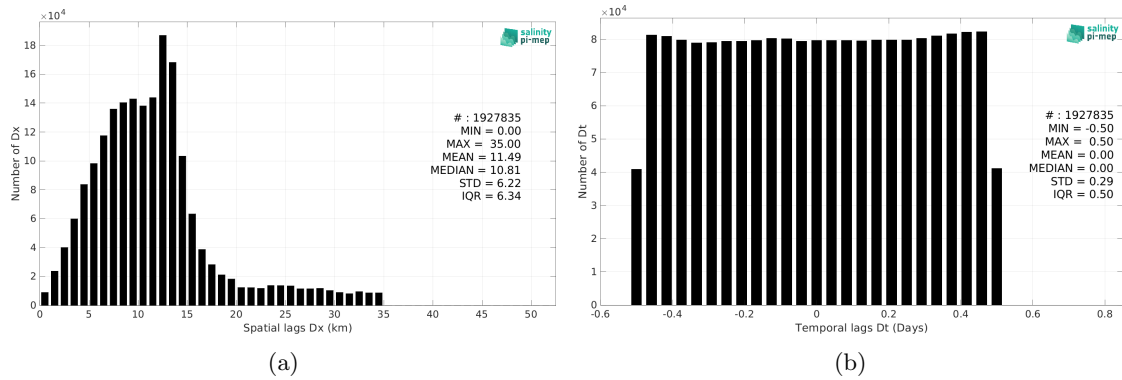 ×10⁴
18
16
14
12
10
8
6
4
2
0
Number of Dx
0 5 10 15 20 25 30 35 40 45 50
Spatial lags Dx (km)
salinity
pi-mep
# : 1927835
MIN = 0.00
MAX = 35.00
MEAN = 11.49
MEDIAN = 10.81
STD = 6.22
IQR = 6.34
(a)
×10⁴
8
7
6
5
4
3
2
1
0
Number of Dt
-0.6 -0.4 -0.2 0 0.2 0.4 0.6 0.8
Temporal lags Dt (Days)
salinity
pi-mep
# : 1927835
MIN = -0.50
MAX = 0.50
MEAN = 0.00
MEDIAN = 0.00
STD = 0.29
IQR = 0.50
(b)